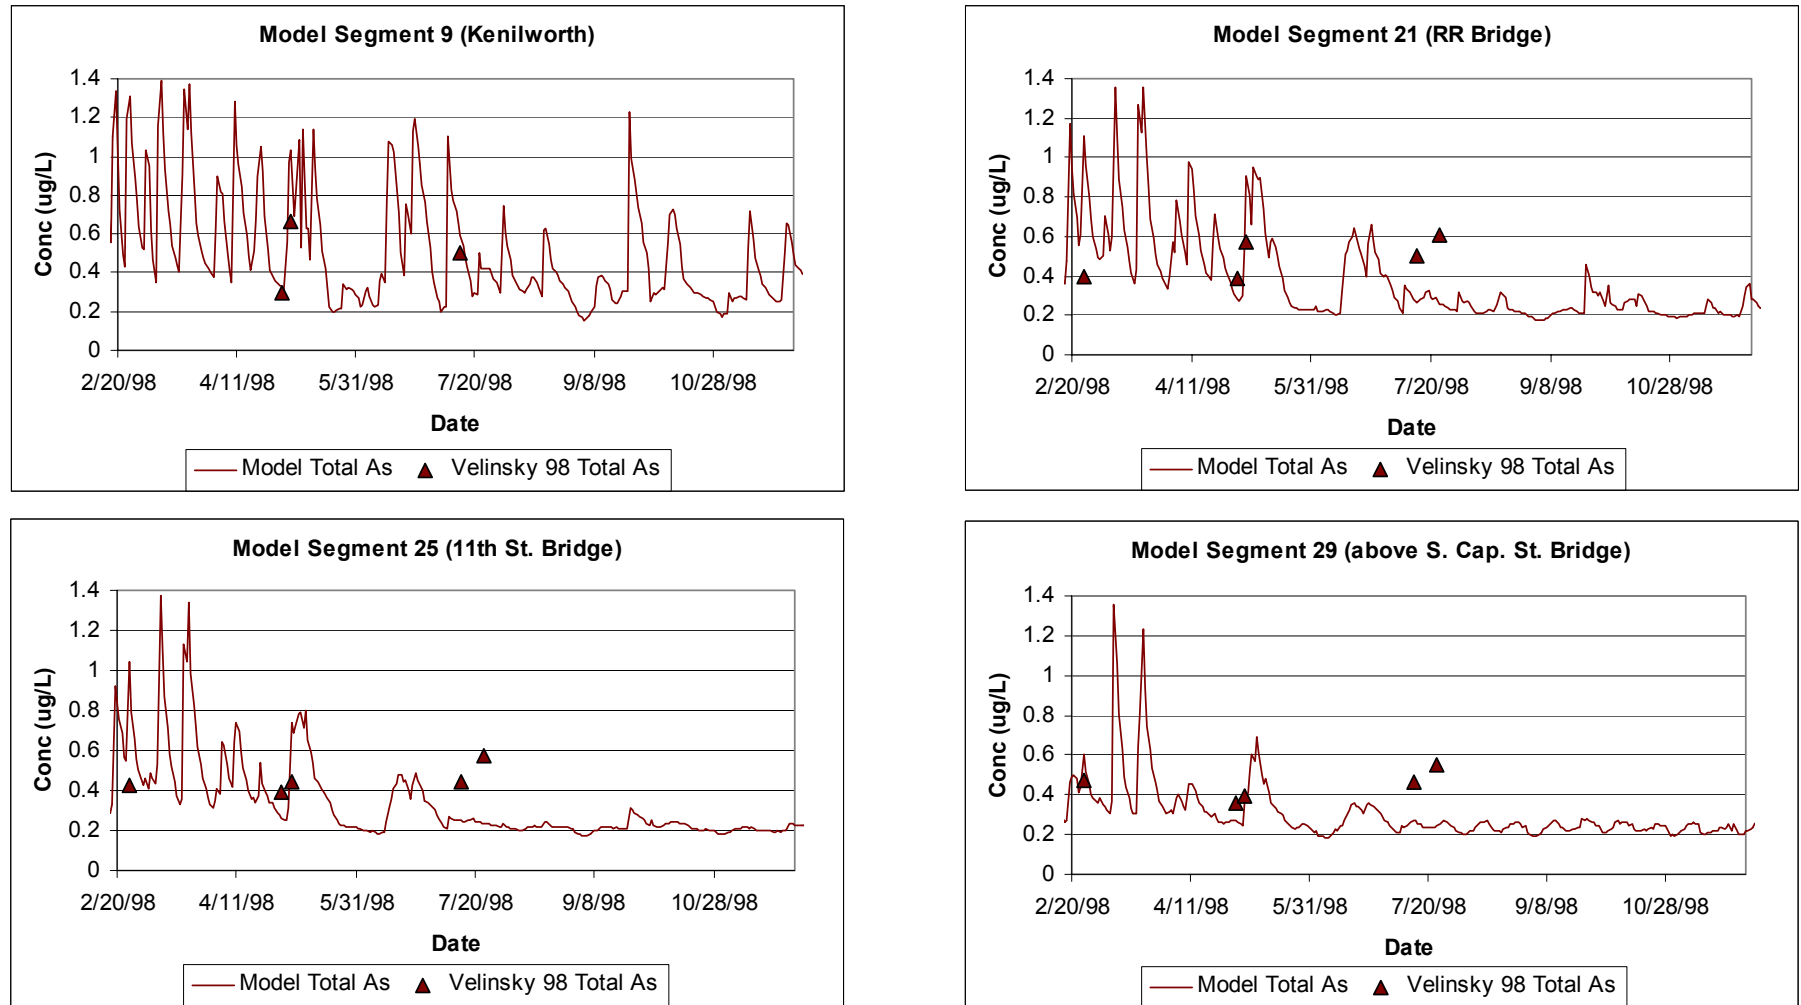 Model Segment 9 (Kenilworth)
Conc (ug/L)
1.4
1.2
1
0.8
0.6
0.4
0.2
0
2/20/98 4/11/98 5/31/98 7/20/98 9/8/98 10/28/98
Date
Model Total As Velinsky 98 Total As
Model Segment 21 (RR Bridge)
Conc (ug/L)
1.4
1.2
1
0.8
0.6
0.4
0.2
0
2/20/98 4/11/98 5/31/98 7/20/98 9/8/98 10/28/98
Date
Model Total As Velinsky 98 Total As
Model Segment 25 (11th St. Bridge)
Conc (ug/L)
1.4
1.2
1
0.8
0.6
0.4
0.2
0
2/20/98 4/11/98 5/31/98 7/20/98 9/8/98 10/28/98
Date
Model Total As Velinsky 98 Total As
Model Segment 29 (above S. Cap. St. Bridge)
Conc (ug/L)
1.4
1.2
1
0.8
0.6
0.4
0.2
0
2/20/98 4/11/98 5/31/98 7/20/98 9/8/98 10/28/98
Date
Model Total As Velinsky 98 Total As